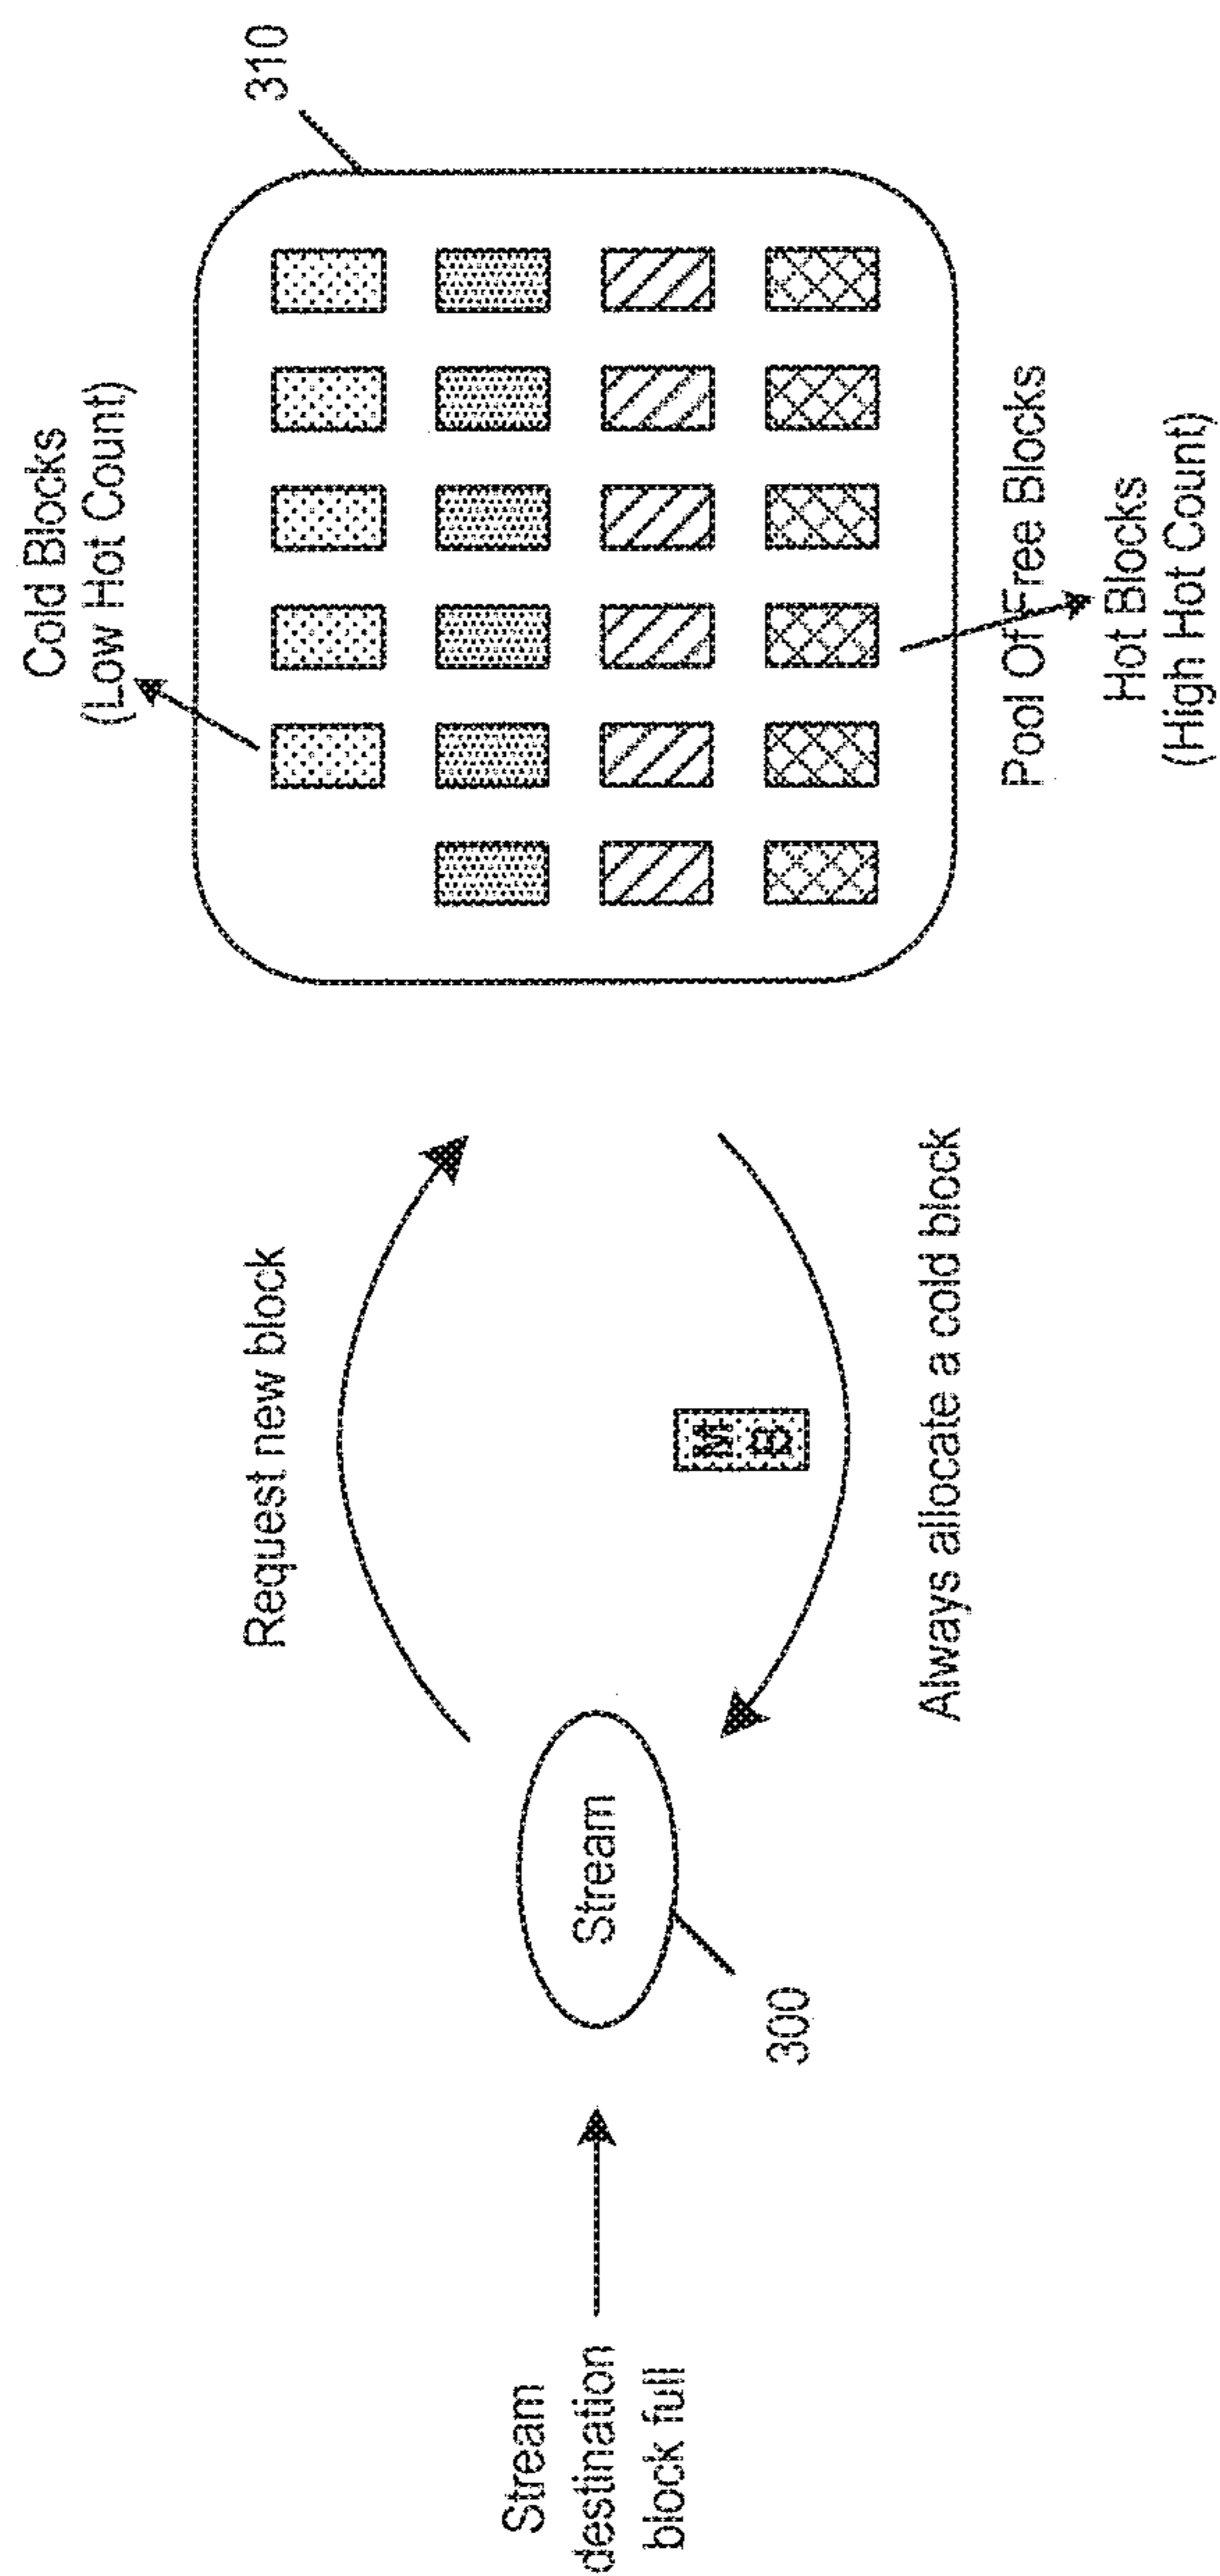 Stream
destination
block full
Stream
300
Request new block
M
B
Always allocate a cold block
Cold Blocks
(Low Hot Count)
310
Pool Of Free Blocks
Hot Blocks
(High Hot Count)